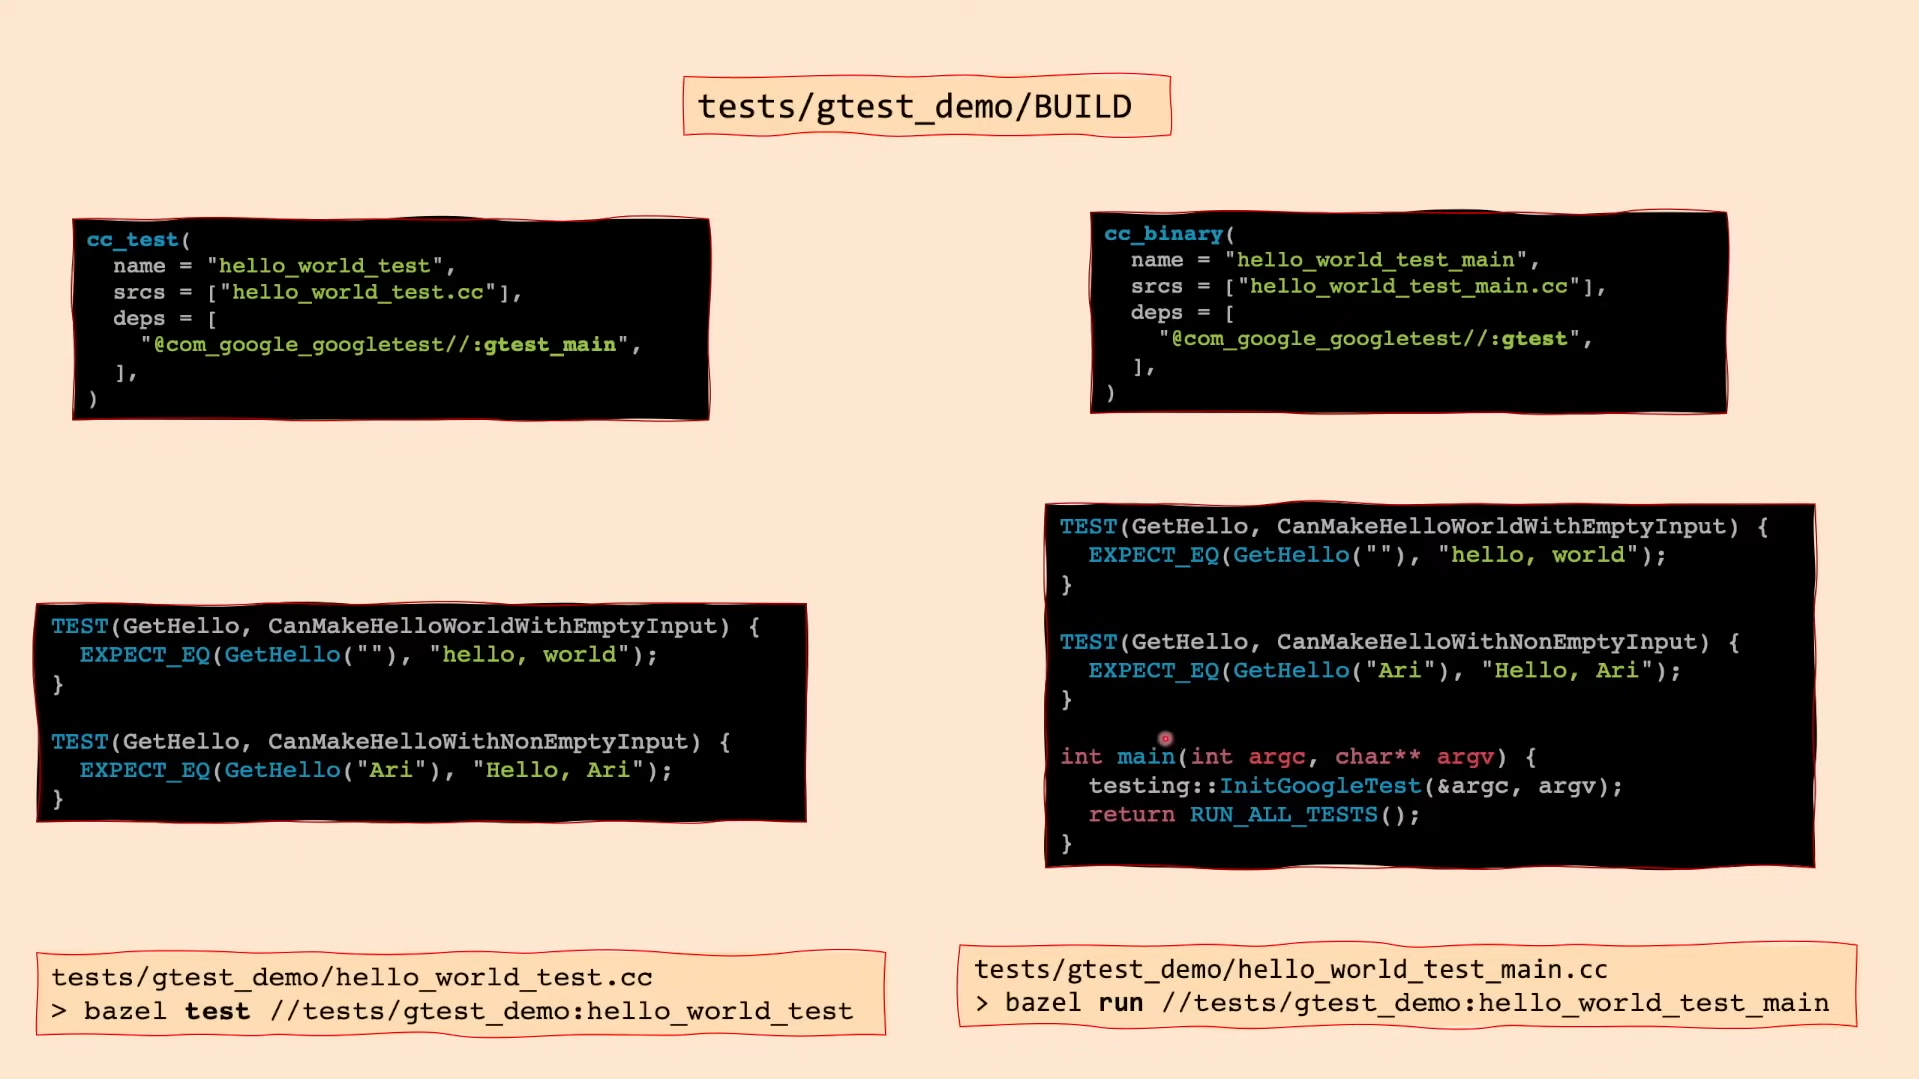 tests/gtest_demo/BUILD
cc_test(
  name = "hello_world_test",
  srcs = ["hello_world_test.cc"],
  deps = [
    "@com_google_googletest//:gtest_main",
  ],
)
TEST(GetHello, CanMakeHelloWorldWithEmptyInput) {
  EXPECT_EQ(GetHello(""), "hello, world");
}
TEST(GetHello, CanMakeHelloWithNonEmptyInput) {
  EXPECT_EQ(GetHello("Ari"), "Hello, Ari");
}
tests/gtest_demo/hello_world_test.cc
> bazel test //tests/gtest_demo:hello_world_test
cc_binary(
  name = "hello_world_test_main",
  srcs = ["hello_world_test_main.cc"],
  deps = [
    "@com_google_googletest//:gtest",
  ],
)
TEST(GetHello, CanMakeHelloWorldWithEmptyInput) {
  EXPECT_EQ(GetHello(""), "hello, world");
}
TEST(GetHello, CanMakeHelloWithNonEmptyInput) {
  EXPECT_EQ(GetHello("Ari"), "Hello, Ari");
}
int main(int argc, char** argv) {
  testing::InitGoogleTest(&argc, argv);
  return RUN_ALL_TESTS();
}
tests/gtest_demo/hello_world_test_main.cc
> bazel run //tests/gtest_demo:hello_world_test_main